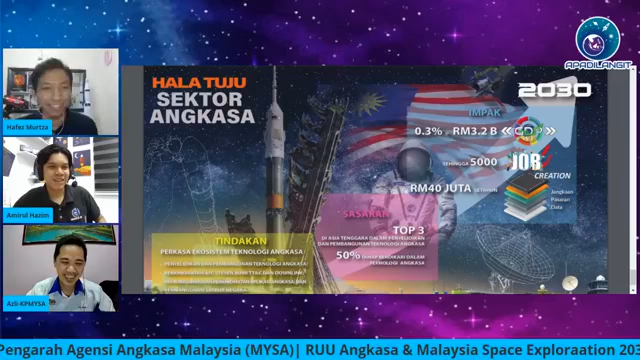 APADILANGIT
Hafez Murtza
Amirul Hazim
Azli-KPMYSA
HALA TUJU
SEKTOR
ANGKASA
2030
IMPAK
0.3% RM3.2 B GDP
SEHINGGA 5000 JOB
CREATION
RM40 JUTA SETAHUN
Jangkaan
Pasaran
Data
SASARAN
TOP 3
DI ASIA TENGGARA DALAM PENYELIDIKAN
DAN PEMBANGUNAN TEKNOLOGI ANGKASA
50%
TINDAKAN
PERKASA EKOSISTEM TEKNOLOGI ANGKASA
Pengarah Agensi Angkasa Malaysia (MYSA)| RUU Angkasa & Malaysia Space Exploraation 203